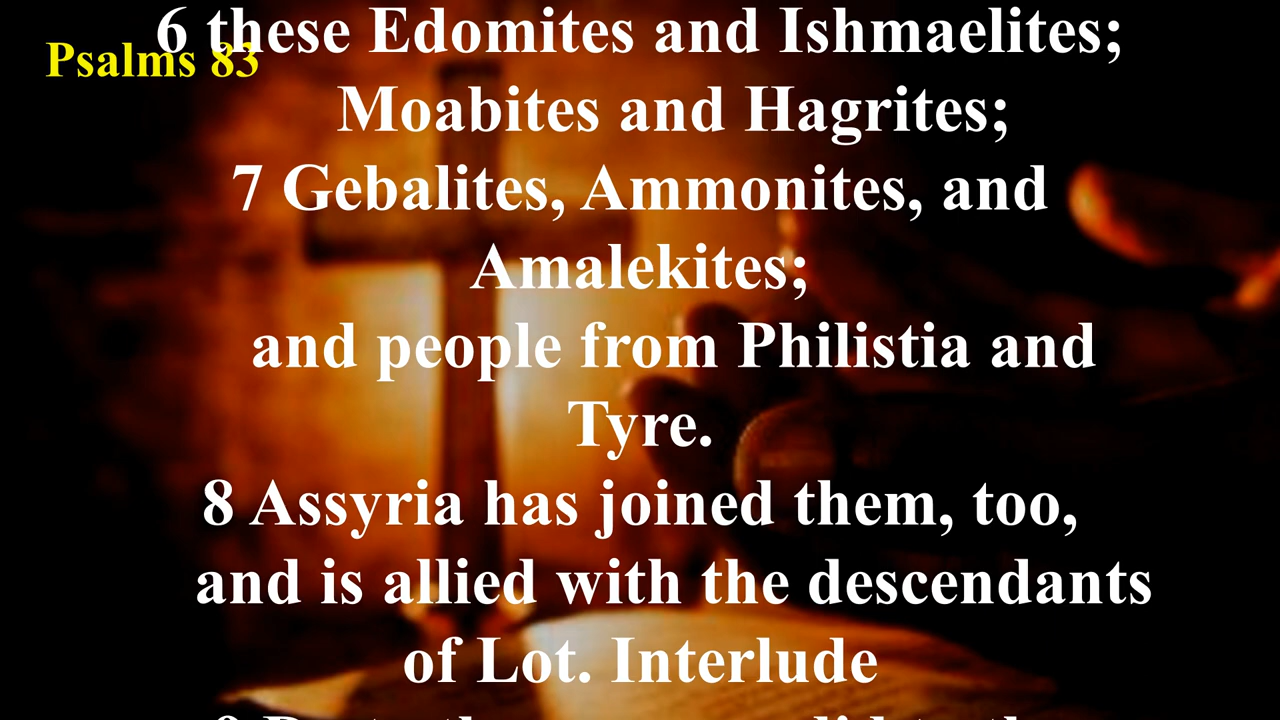 Psalms 83
6 these Edomites and Ishmaelites;
Moabites and Hagrites;
7 Gebalites, Ammonites, and
Amalekites;
and people from Philistia and
Tyre.
8 Assyria has joined them, too,
and is allied with the descendants
of Lot. Interlude